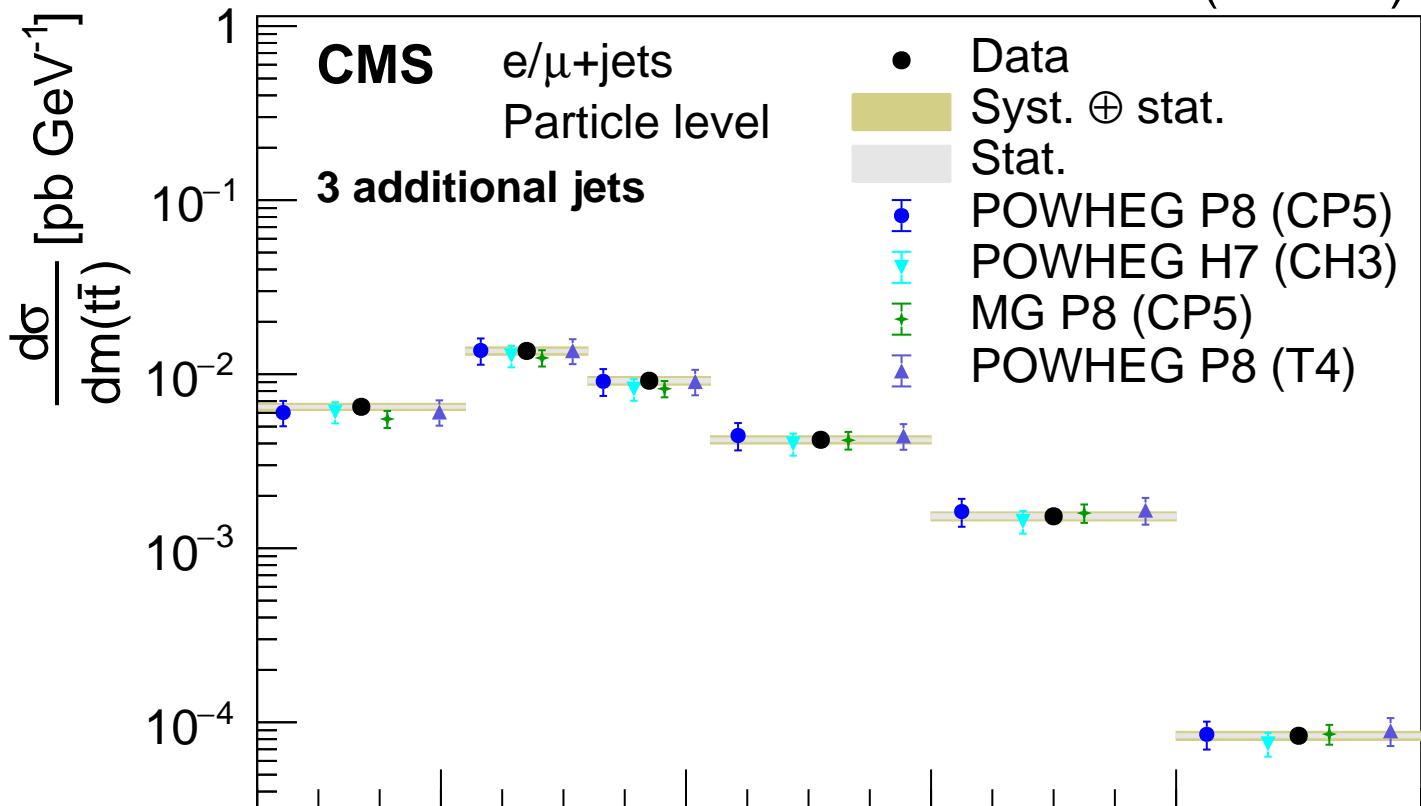 1
CMS e/μ+jets
Particle level
3 additional jets
Data
Syst. ⊕ stat.
Stat.
POWHEG P8 (CP5)
POWHEG H7 (CH3)
MG P8 (CP5)
POWHEG P8 (T4)
dσ
dm(tt̄) [pb GeV⁻¹]
10⁻¹
10⁻²
10⁻³
10⁻⁴